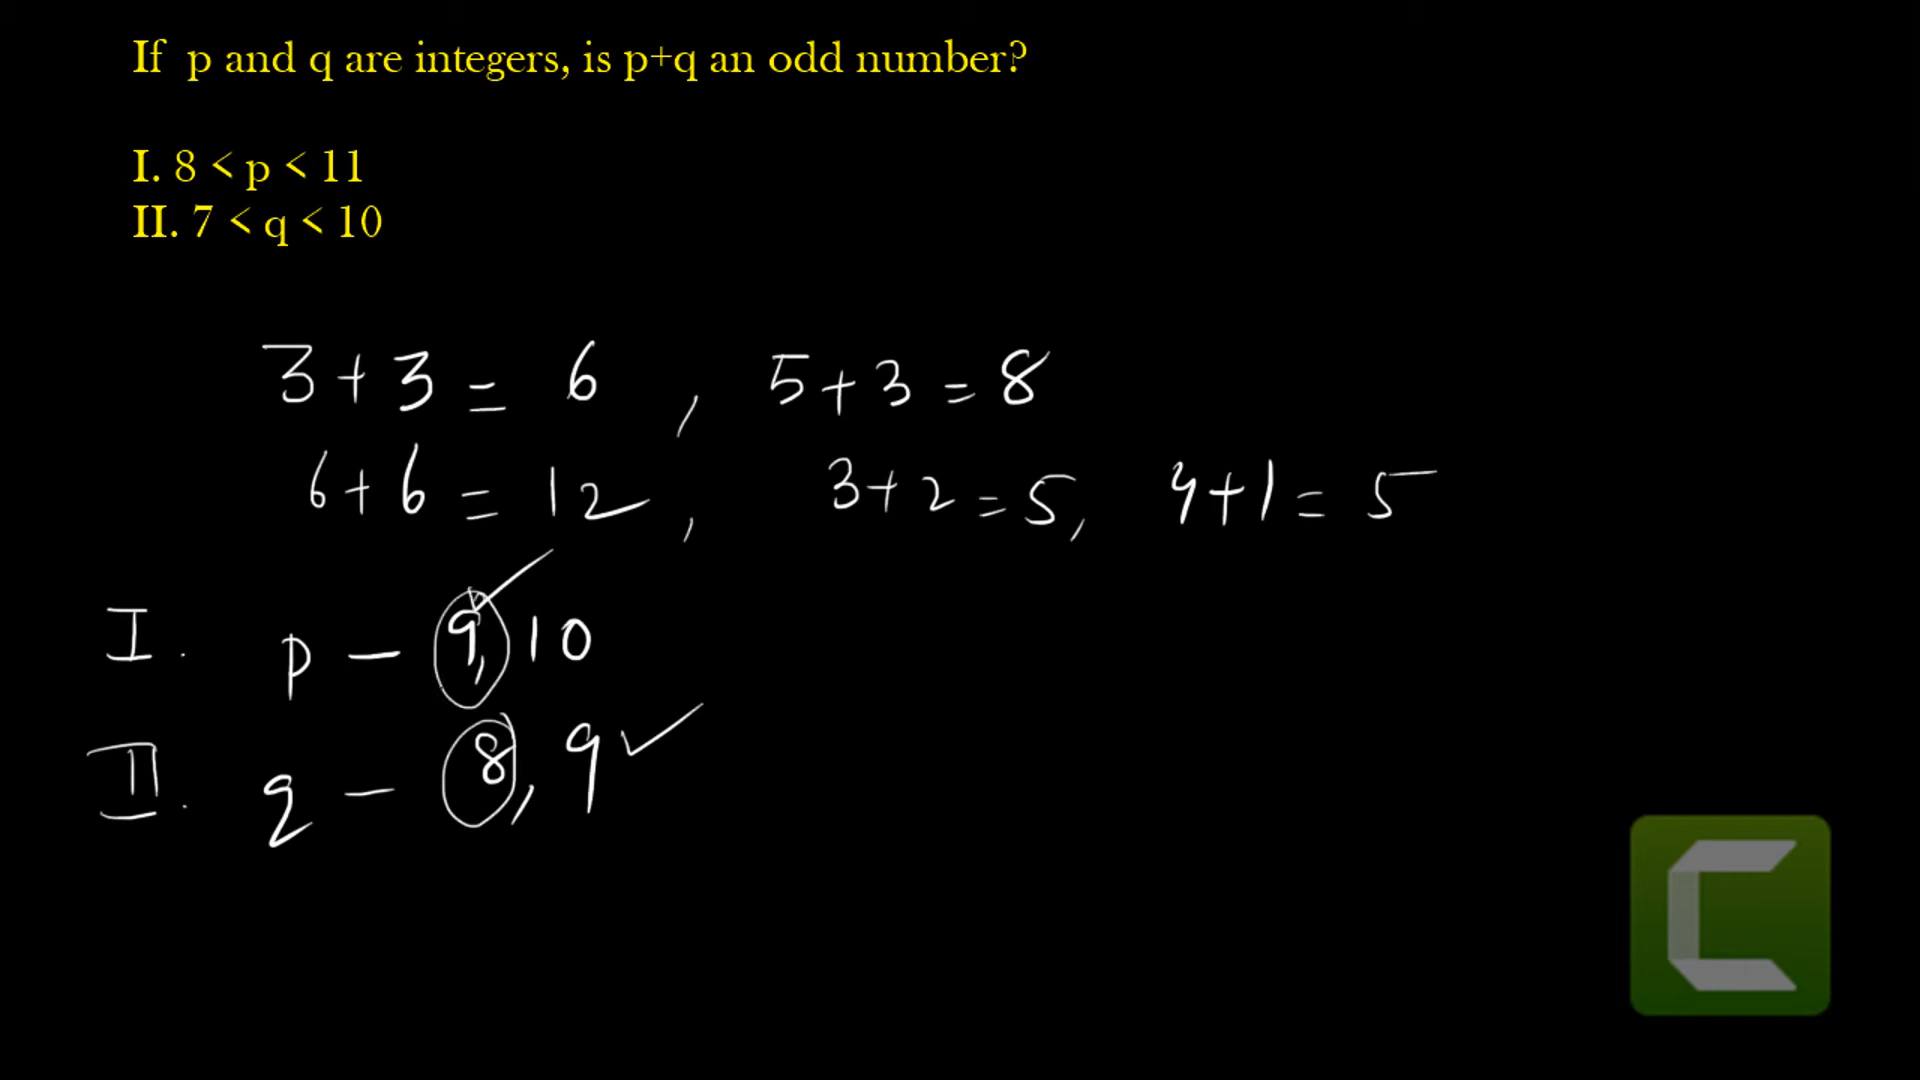 If p and q are integers, is p+q an odd number?
I. 8 < p < 11
II. 7 < q < 10
3+3 = 6 , 5+3 = 8
6+6 = 12 , 3+2 = 5, 4+1 = 5
I. p - 9, 10
II. q - 8, 9